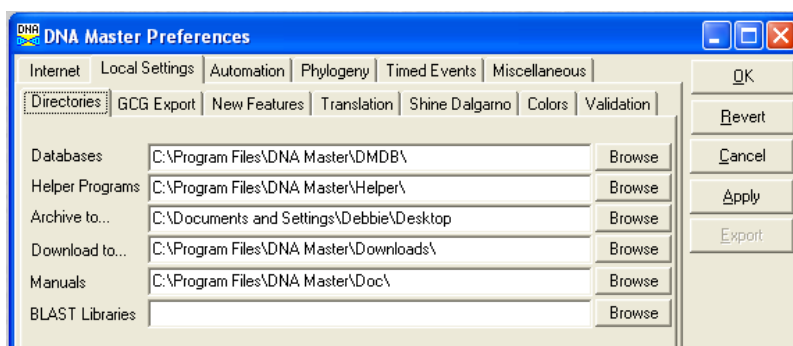 DNA
DNA Master Preferences
Internet Local Settings Automation Phylogeny Timed Events Miscellaneous
Directories GCG Export New Features Translation Shine Dalgarno Colors Validation
Databases C:\Program Files\DNA Master\DMDB\ Browse
Helper Programs C:\Program Files\DNA Master\Helper\ Browse
Archive to... C:\Documents and Settings\Debbie\Desktop Browse
Download to... C:\Program Files\DNA Master\Downloads\ Browse
Manuals C:\Program Files\DNA Master\Doc\ Browse
BLAST Libraries Browse
OK
Revert
Cancel
Apply
Export